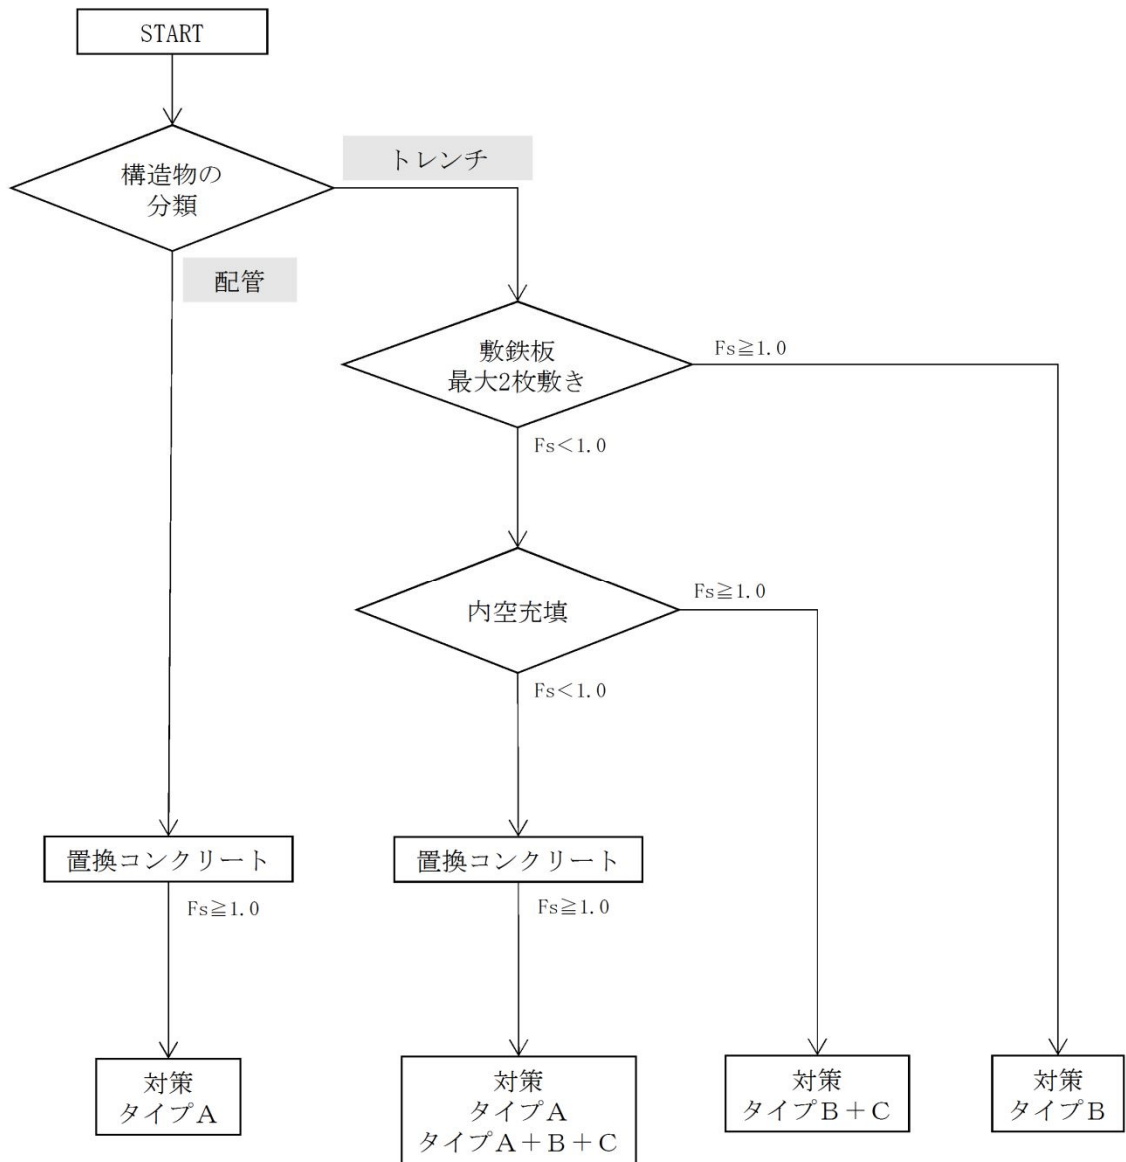 START
構造物の
分類
トレンチ
配管
敷鉄板
最大2枚敷き
Fs≧1.0
Fs<1.0
内空充填
Fs≧1.0
Fs<1.0
置換コンクリート
置換コンクリート
Fs≧1.0
Fs≧1.0
対策
タイプA
対策
タイプA
タイプA+B+C
対策
タイプB+C
対策
タイプB